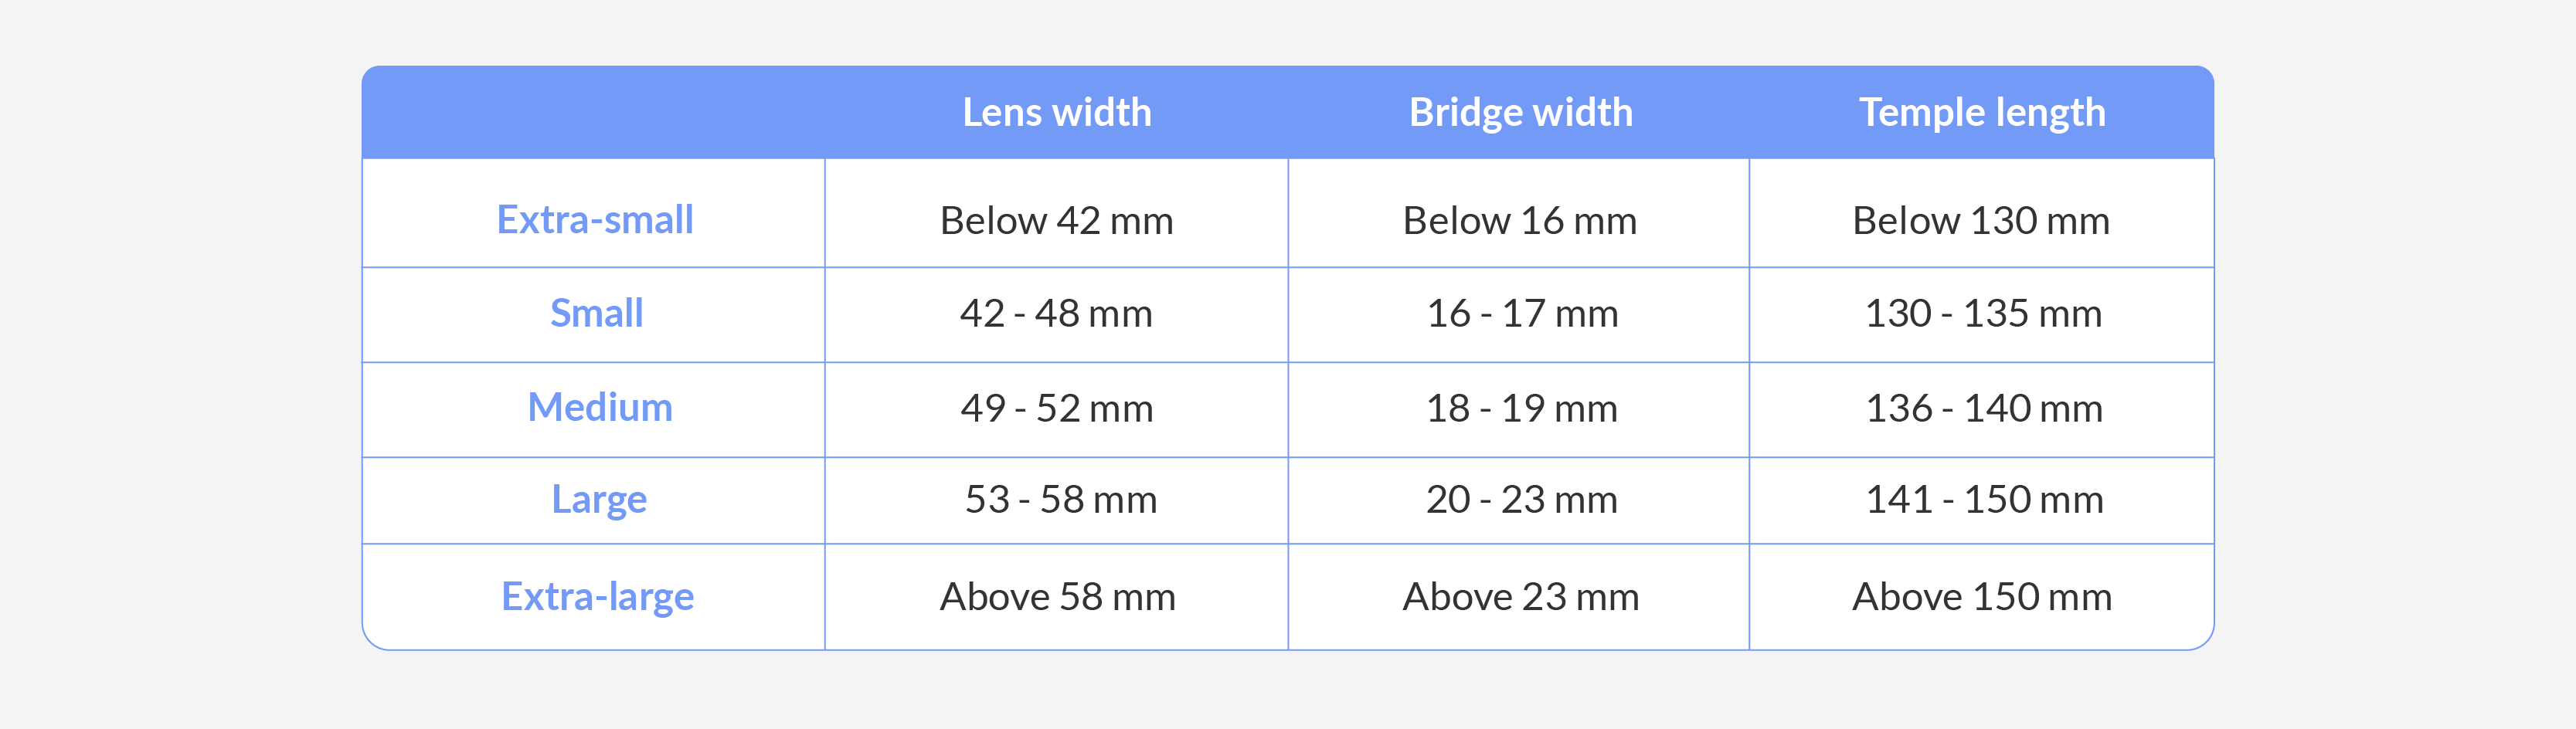 Lens width Bridge width Temple length
Extra-small Below 42 mm Below 16 mm Below 130 mm
Small 42 - 48 mm 16 - 17 mm 130 - 135 mm
Medium 49 - 52 mm 18 - 19 mm 136 - 140 mm
Large 53 - 58 mm 20 - 23 mm 141 - 150 mm
Extra-large Above 58 mm Above 23 mm Above 150 mm